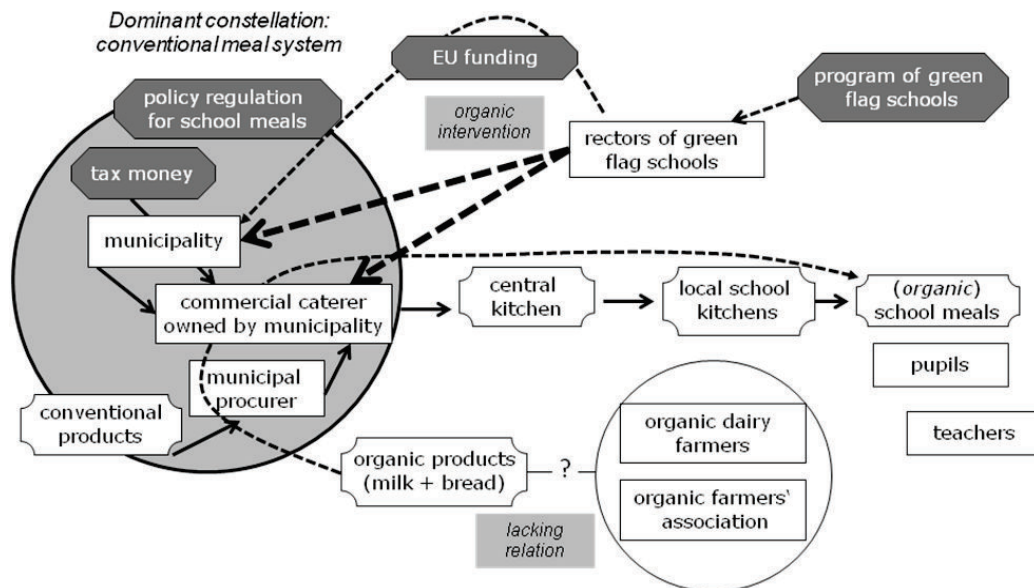 Dominant constellation:
conventional meal system
EU funding
program of green
flag schools
policy regulation
for school meals
organic
intervention
rectors of green
flag schools
tax money
municipality
commercial caterer
owned by municipality
central
kitchen
local school
kitchens
(organic)
school meals
municipal
procurer
pupils
conventional
products
teachers
organic products
(milk + bread)
?
organic dairy
farmers
organic farmers'
association
lacking
relation